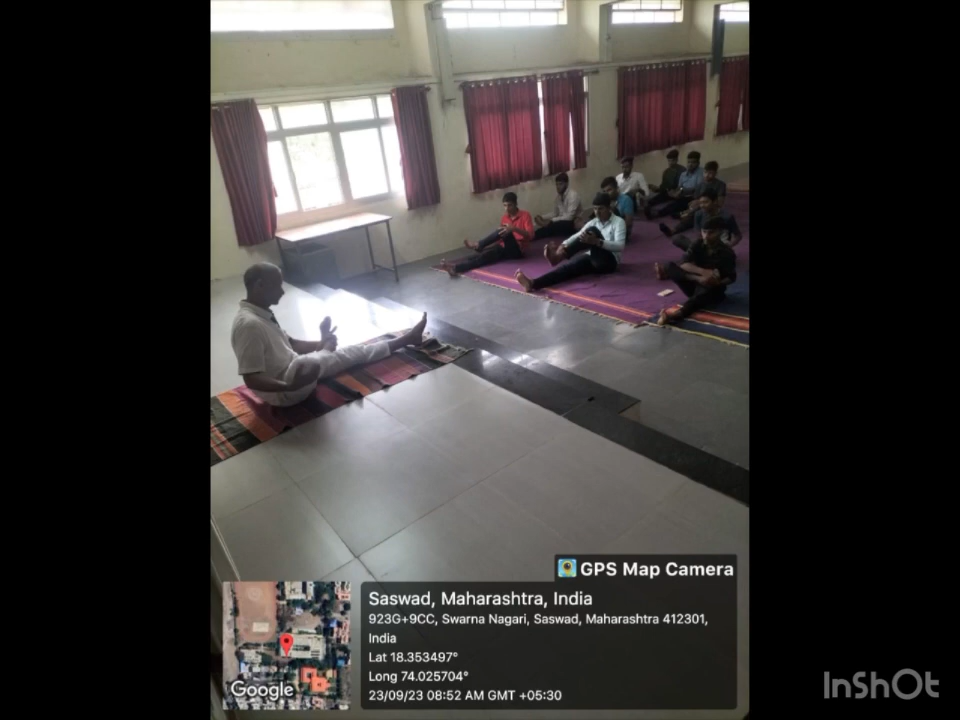 GPS Map Camera
Saswad, Maharashtra, India
923G+9CC, Swarna Nagari, Saswad, Maharashtra 412301,
India
Lat 18.353497°
Long 74.025704°
23/09/23 08:52 AM GMT +05:30
Google
InShOt